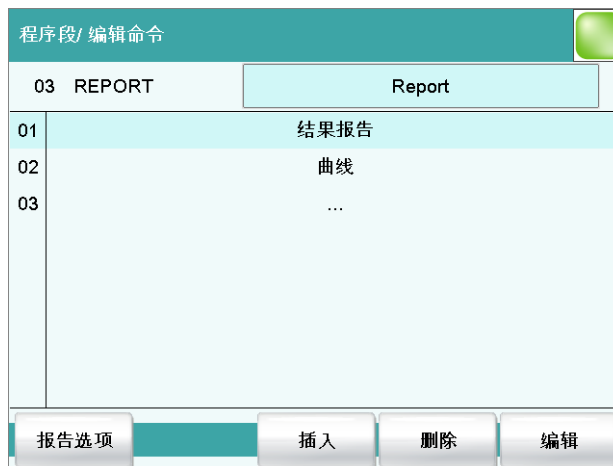 程序段/ 编辑命令
03 REPORT Report
01 结果报告
02 曲线
03 ...
报告选项 插入 删除 编辑